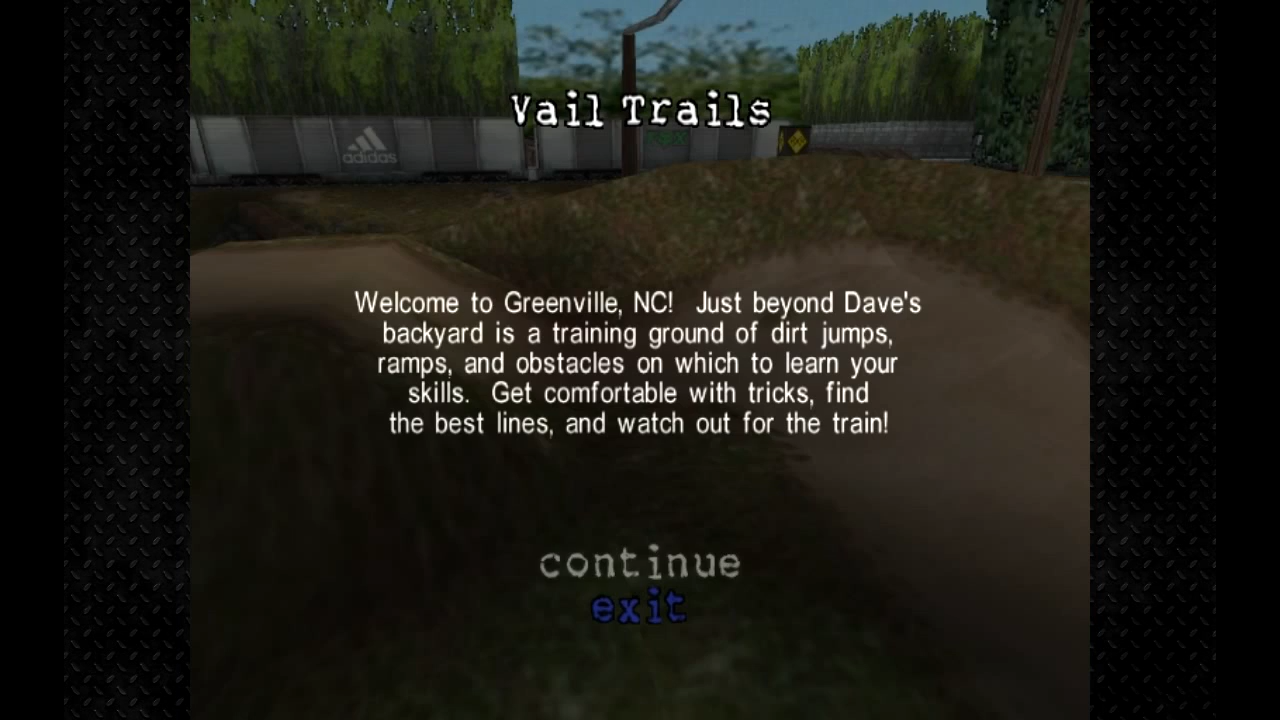 Vail Trails
adidas
Welcome to Greenville, NC! Just beyond Dave's
backyard is a training ground of dirt jumps,
ramps, and obstacles on which to learn your
skills. Get comfortable with tricks, find
the best lines, and watch out for the train!
continue
exit